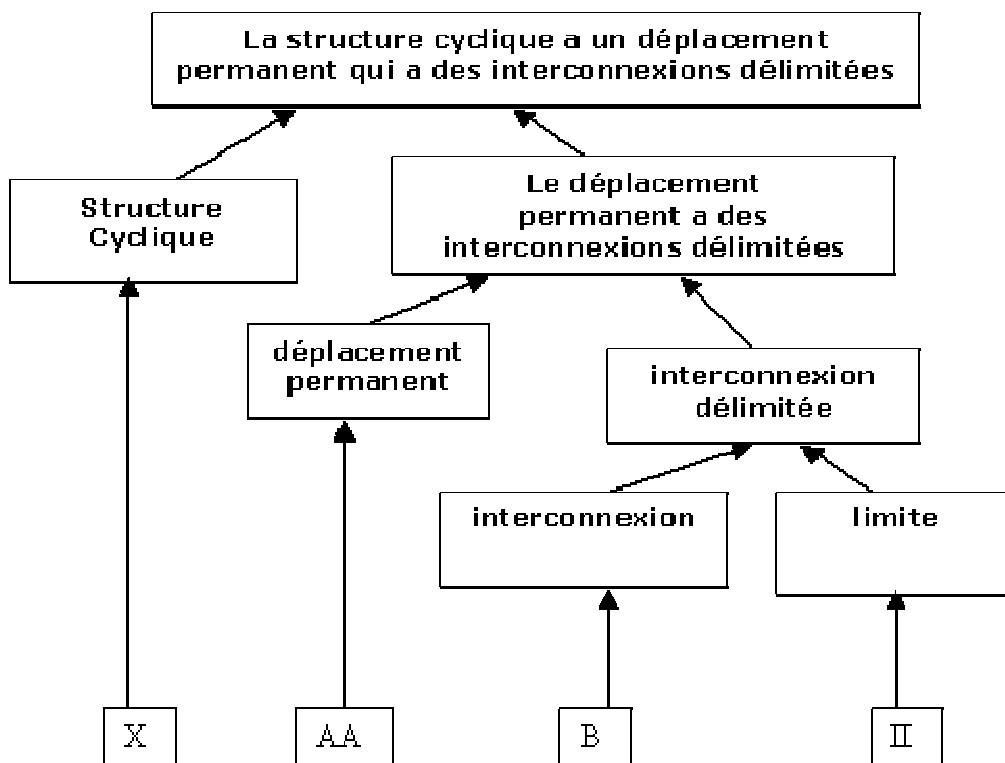 La structure cyclique a un déplacement
permanent qui a des interconnexions délimitées
Structure
Cyclique
Le déplacement
permanent a des
interconnexions délimitées
déplacement
permanent
interconnexion
délimitée
interconnexion
limite
X
AA
B
II